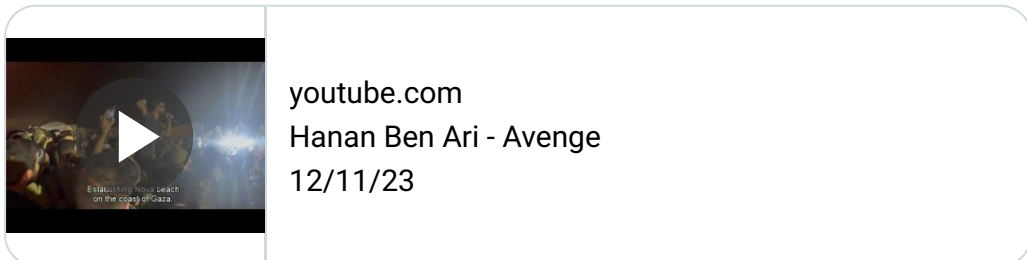 youtube.com
Hanan Ben Ari - Avenge
12/11/23
Establishing Nova beach
on the coast of Gaza.